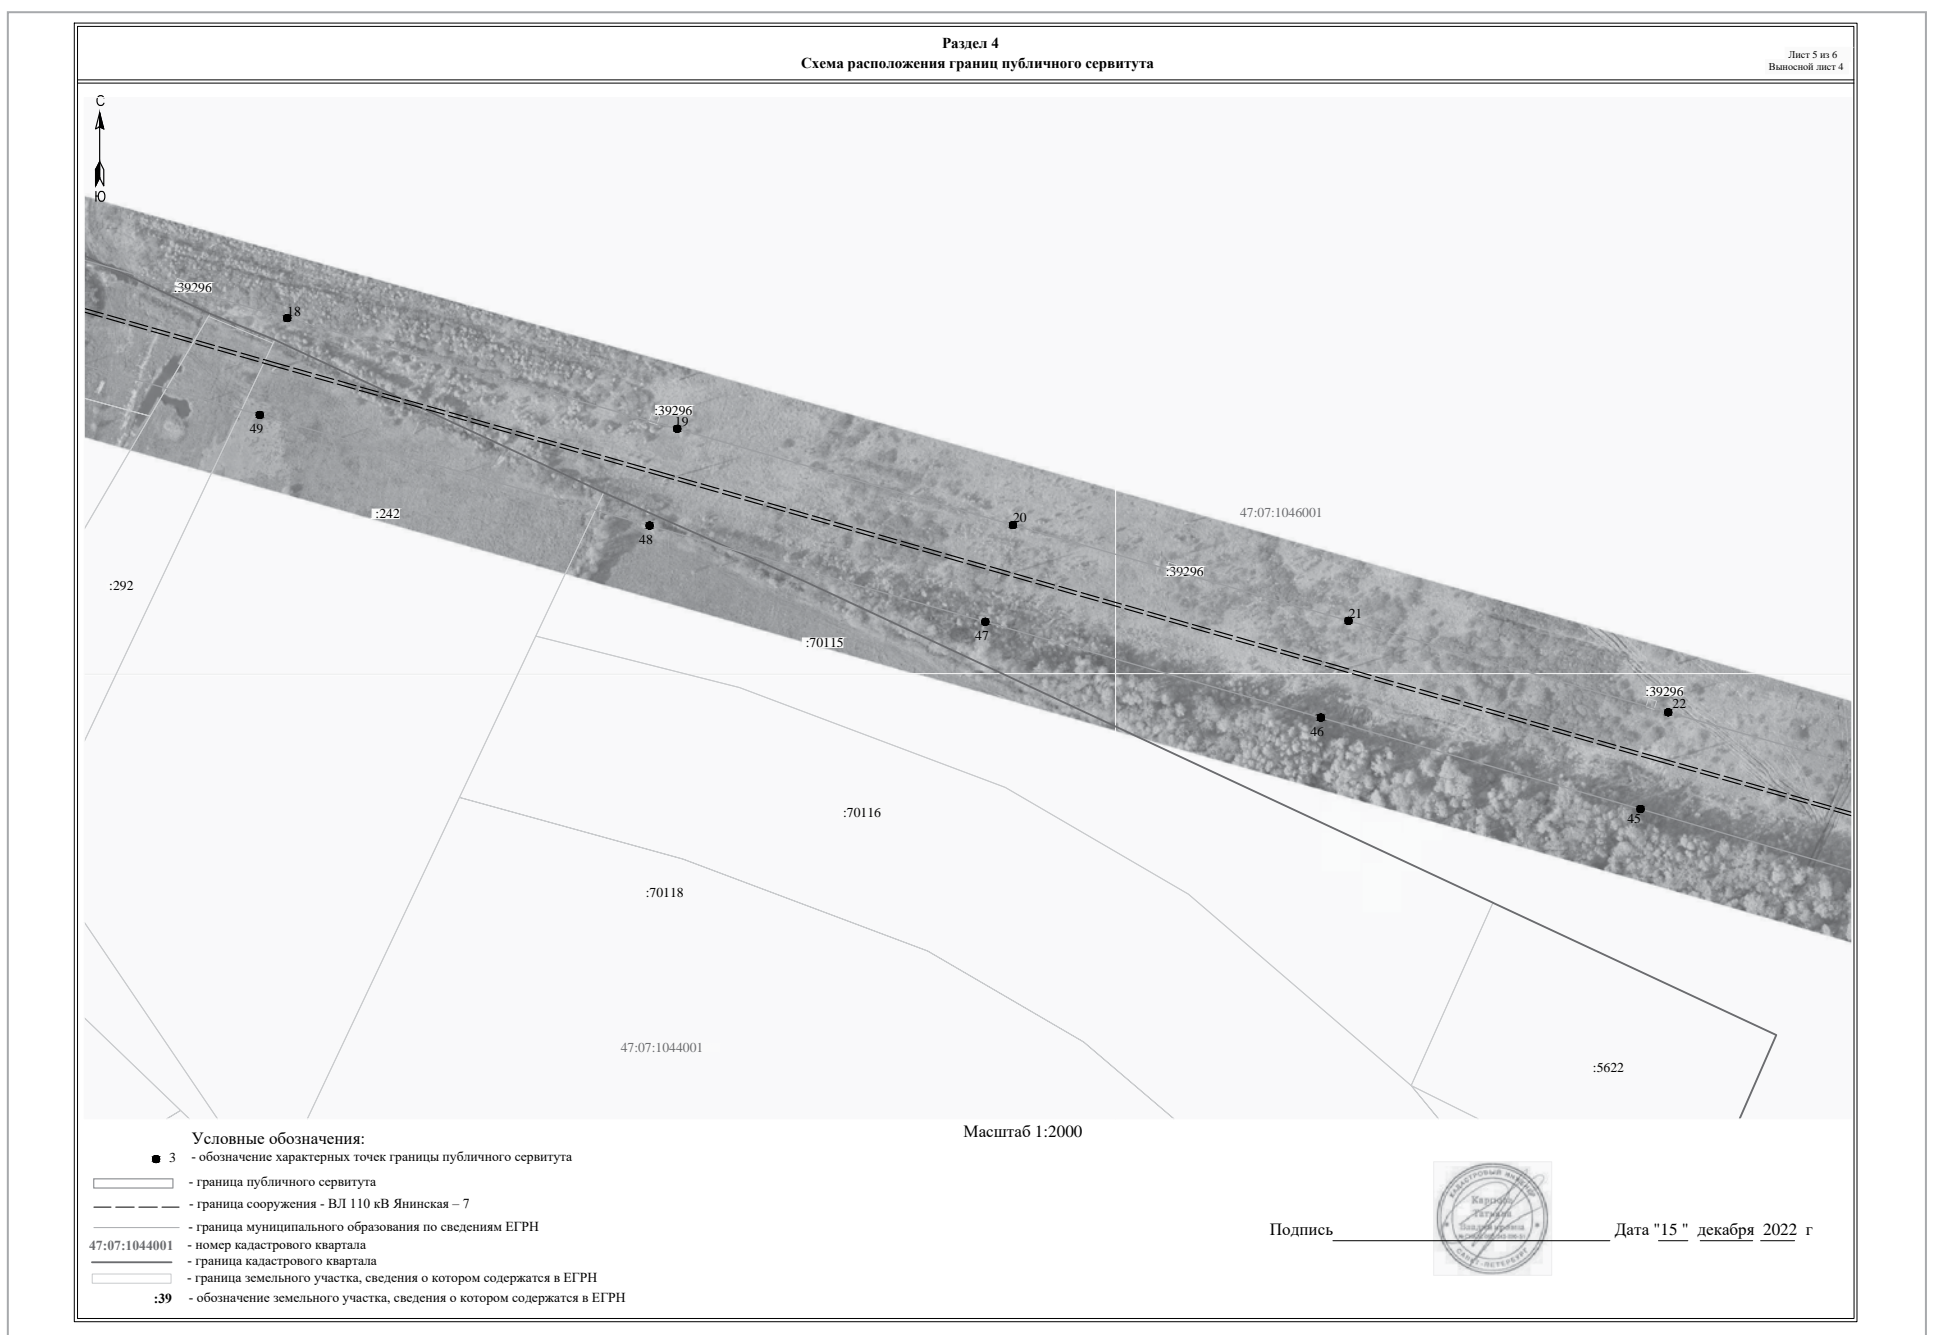 Раздел 4
Схема расположения границ публичного сервитута
Лист 5 из 6
Выносной лист 4
С
Ю
:39296
18
49
:39296
19
:242
48
20
47:07:1046001
:292
:39296
21
:70115
47
:39296
22
46
45
:70116
:70118
47:07:1044001
:5622
Масштаб 1:2000
Условные обозначения:
3 - обозначение характерных точек границы публичного сервитута
- граница публичного сервитута
- граница сооружения - ВЛ 110 кВ Янинская – 7
- граница муниципального образования по сведениям ЕГРН
47:07:1044001 - номер кадастрового квартала
- граница кадастрового квартала
- граница земельного участка, сведения о котором содержатся в ЕГРН
:39 - обозначение земельного участка, сведения о котором содержатся в ЕГРН
Подпись
КАДАСТРОВЫЙ ИНЖЕНЕР
Татьяна
САНКТ-ПЕТЕРБУРГ
Дата "15 " декабря 2022 г